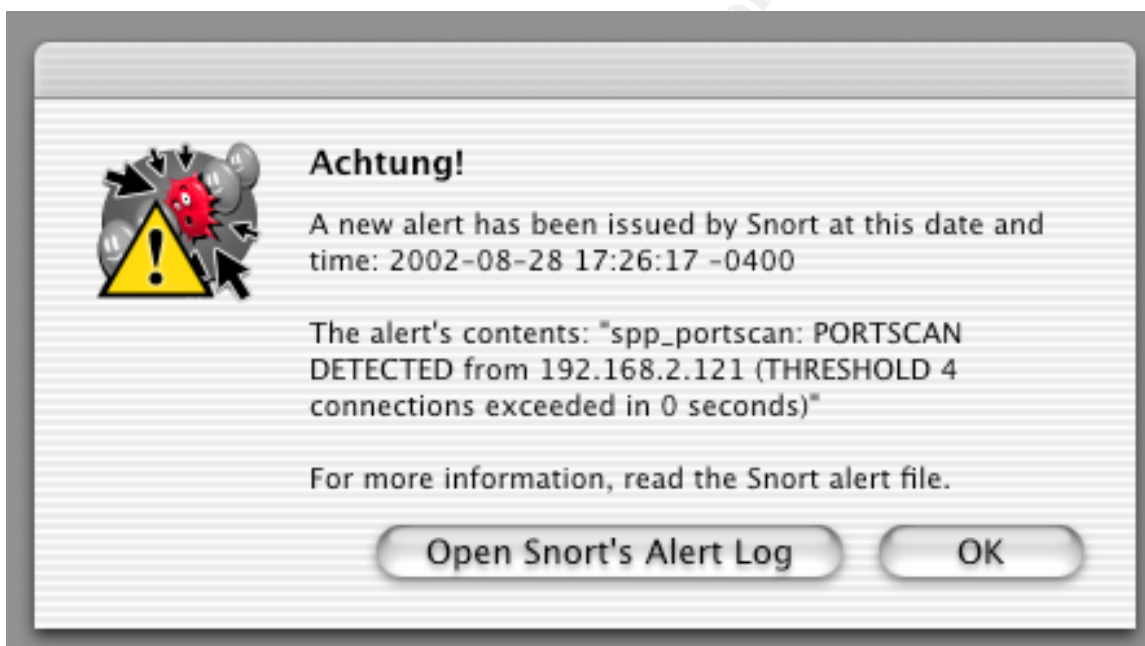 Achtung!
A new alert has been issued by Snort at this date and
time: 2002-08-28 17:26:17 -0400
The alert's contents: "spp_portscan: PORTSCAN
DETECTED from 192.168.2.121 (THRESHOLD 4
connections exceeded in 0 seconds)"
For more information, read the Snort alert file.
Open Snort's Alert Log
OK